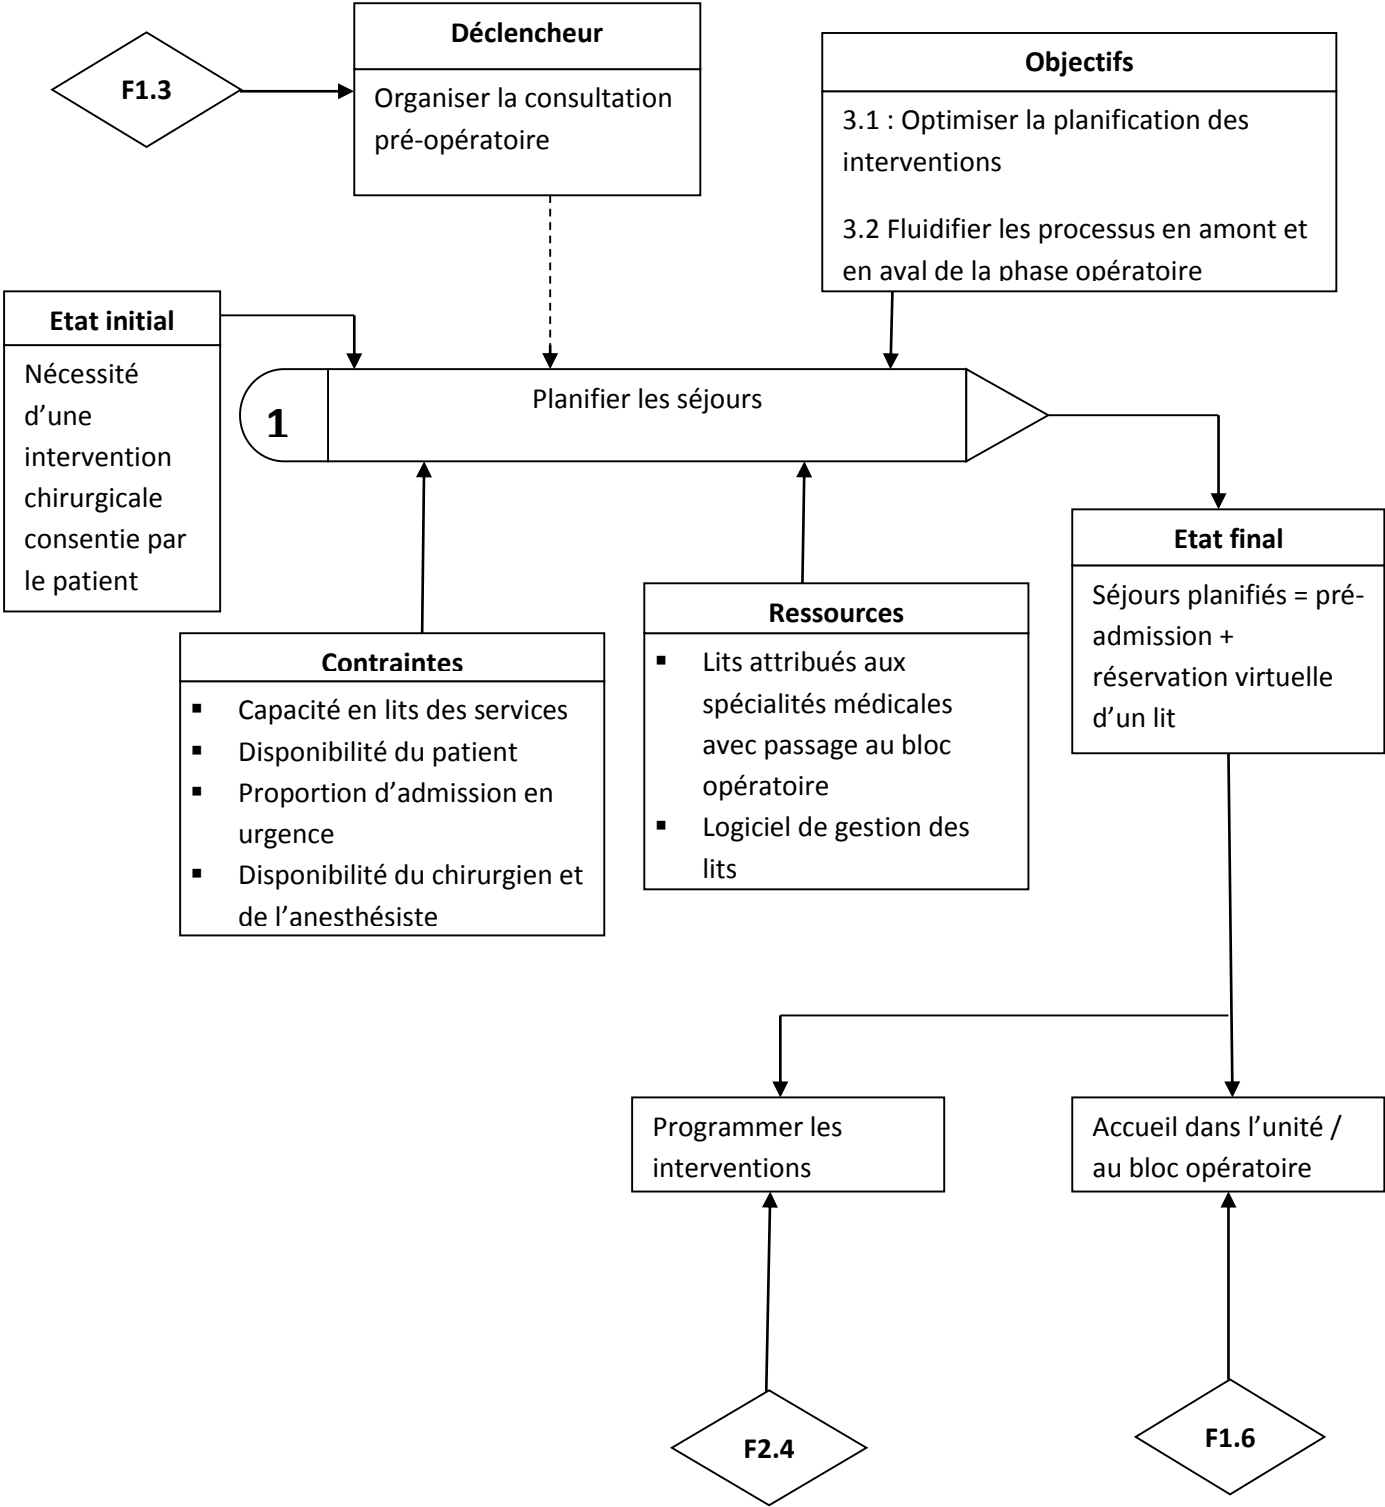 F1.3
Déclencheur
Organiser la consultation
pré-opératoire
Objectifs
3.1 : Optimiser la planification des
interventions
3.2 Fluidifier les processus en amont et
en aval de la phase opératoire
Etat initial
Nécessité
d’une
intervention
chirurgicale
consentie par
le patient
1
Planifier les séjours
Contraintes
▪ Capacité en lits des services
▪ Disponibilité du patient
▪ Proportion d’admission en
urgence
▪ Disponibilité du chirurgien et
de l’anesthésiste
Ressources
▪ Lits attribués aux
spécialités médicales
avec passage au bloc
opératoire
▪ Logiciel de gestion des
lits
Etat final
Séjours planifiés = pré-
admission +
réservation virtuelle
d’un lit
Programmer les
interventions
Accueil dans l’unité /
au bloc opératoire
F2.4
F1.6